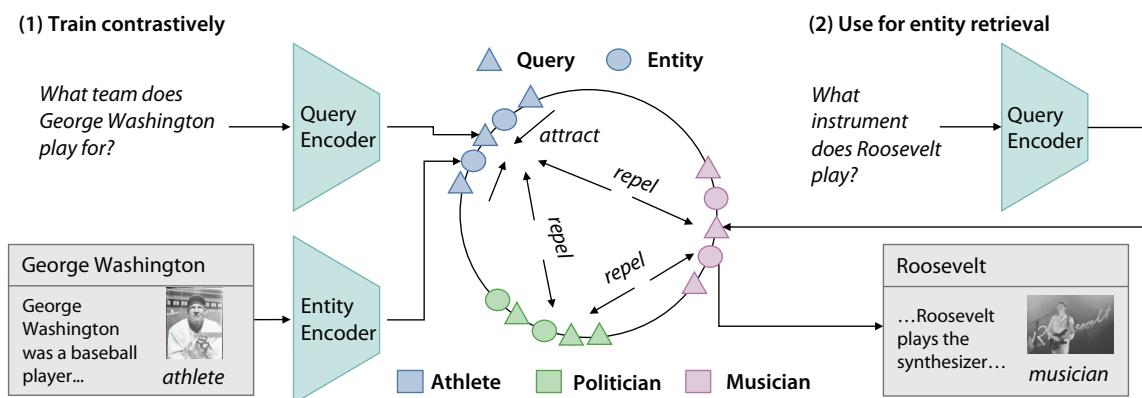 (1) Train contrastively
(2) Use for entity retrieval
Query
Entity
What team does
George Washington
play for?
Query
Encoder
attract
repel
repel
repel
What
instrument
does Roosevelt
play?
Query
Encoder
George Washington
George
Washington
was a baseball
player...
athlete
Entity
Encoder
Roosevelt
...Roosevelt
plays the
synthesizer...
musician
Athlete
Politician
Musician